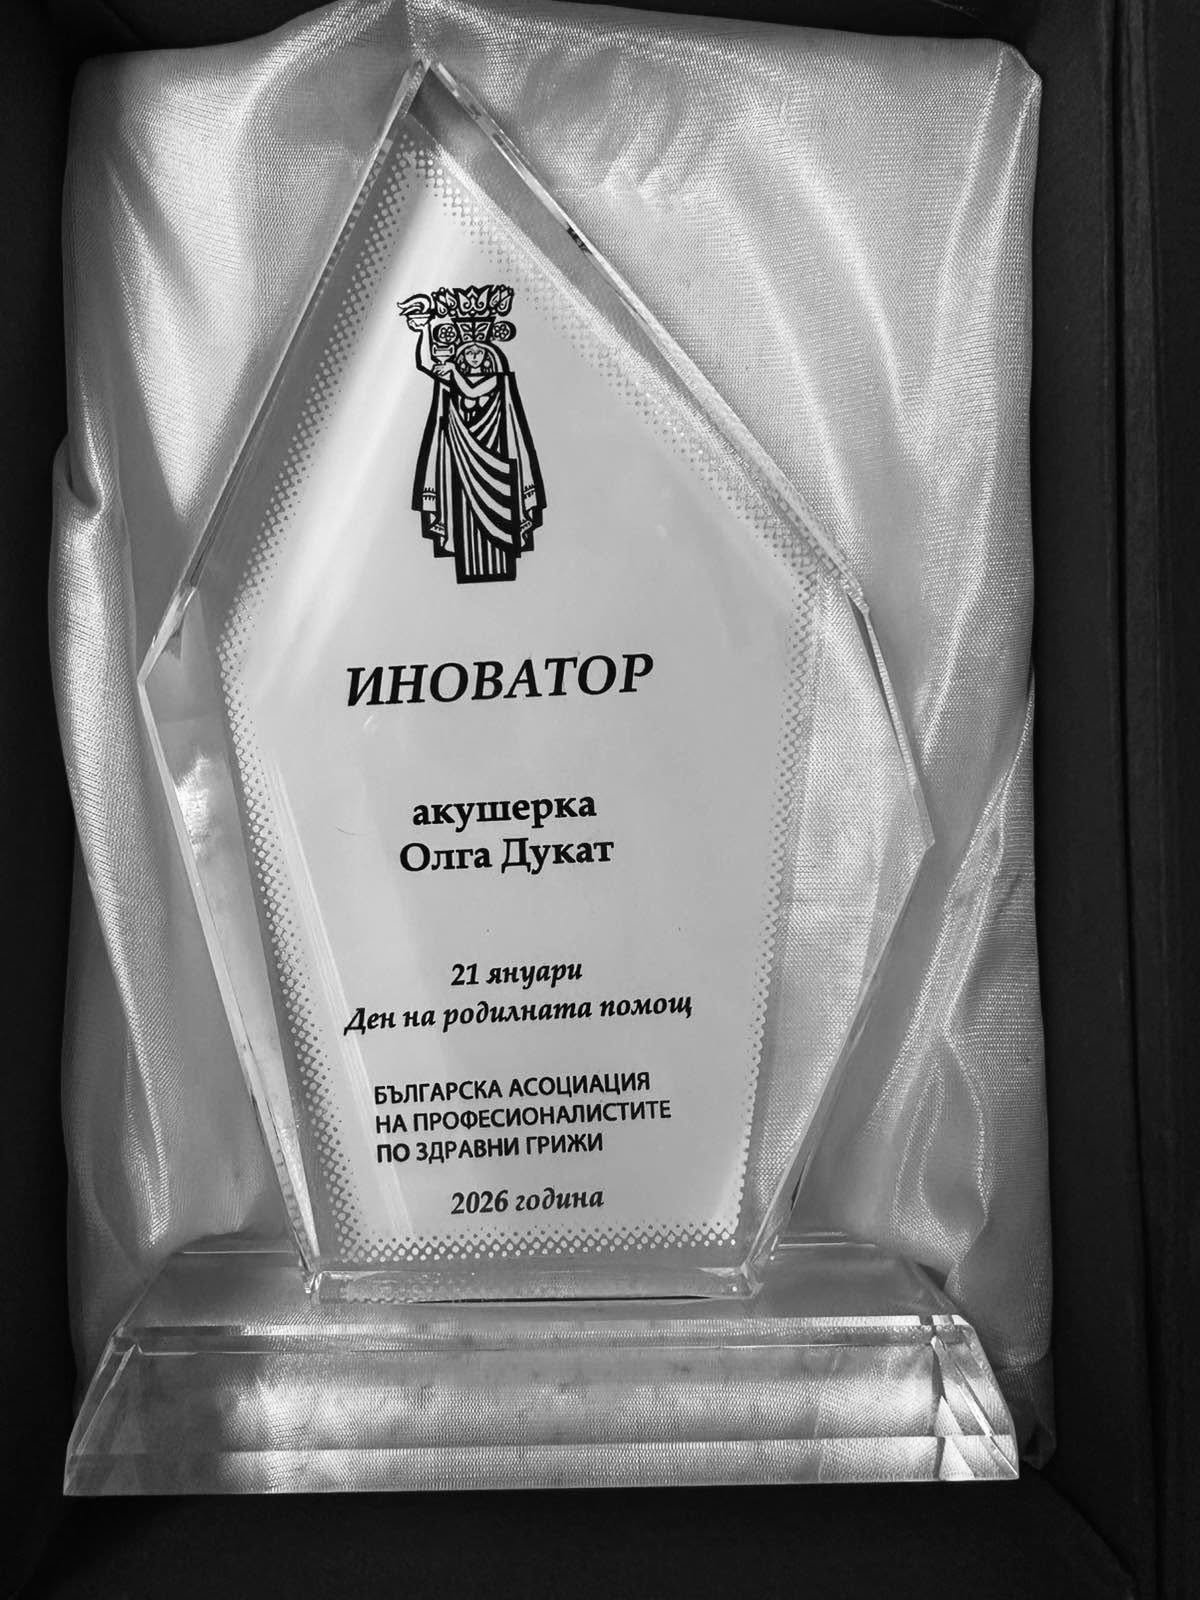 ИНОВАТОР
акушерка
Олга Дукат
21 януари
Ден на родилната помощ
БЪЛГАРСКА АСОЦИАЦИЯ
НА ПРОФЕСИОНАЛИСТИТЕ
ПО ЗДРАВНИ ГРИЖИ
2026 година